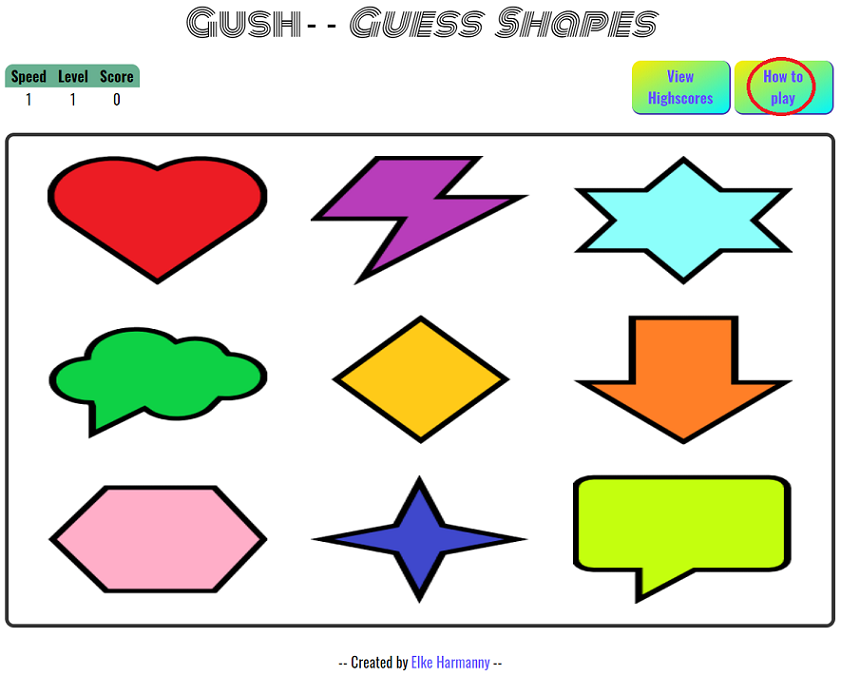 Gush-- Guess Shapes
Speed Level Score
1 1 0
View
Highscores
How to
play
-- Created by Elke Harmanny --